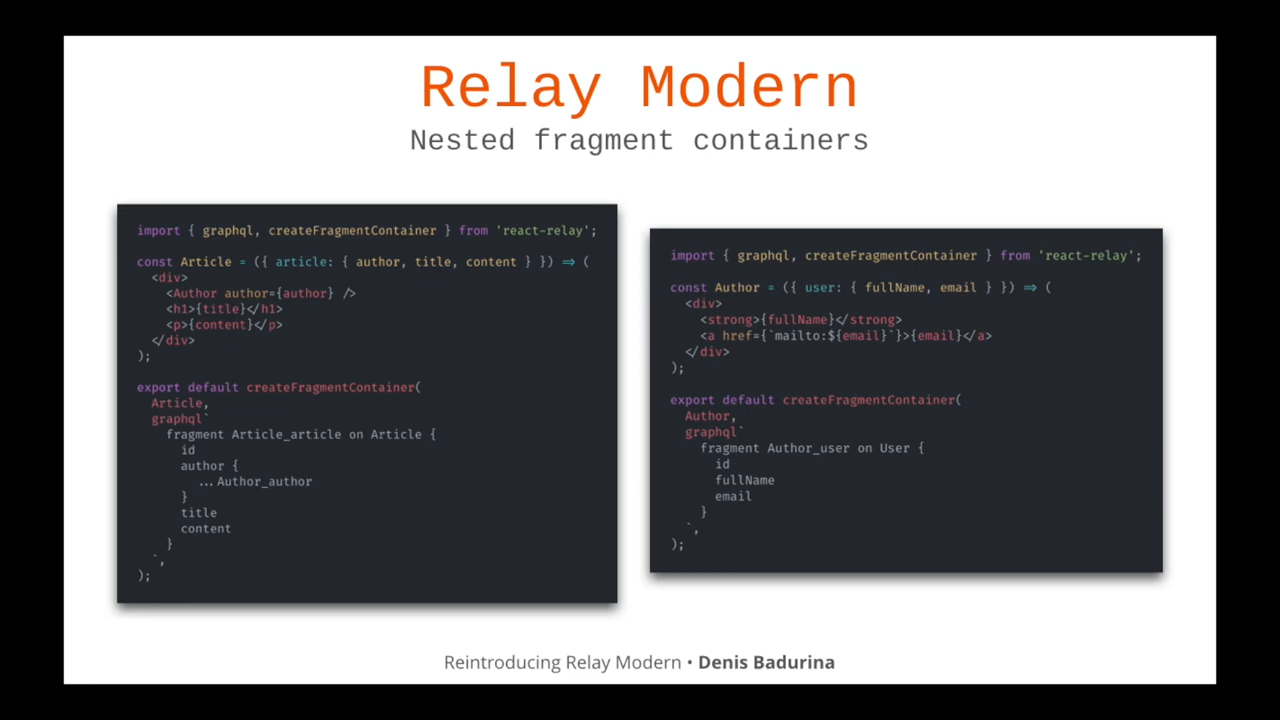 Relay Modern
Nested fragment containers
import { graphql, createFragmentContainer } from 'react-relay';
const Article = ({ article: { author, title, content } }) => (
<div>
<Author author={author} />
<h1>{title}</h1>
<p>{content}</p>
</div>
);
export default createFragmentContainer(
Article,
graphql`
fragment Article_article on Article {
id
author {
...Author_author
}
title
content
}
`,
);
import { graphql, createFragmentContainer } from 'react-relay';
const Author = ({ user: { fullName, email } }) => (
<div>
<strong>{fullName}</strong>
<a href={`mailto:${email}`}>{email}</a>
</div>
);
export default createFragmentContainer(
Author,
graphql`
fragment Author_user on User {
id
fullName
email
}
`,
);
Reintroducing Relay Modern • Denis Badurina